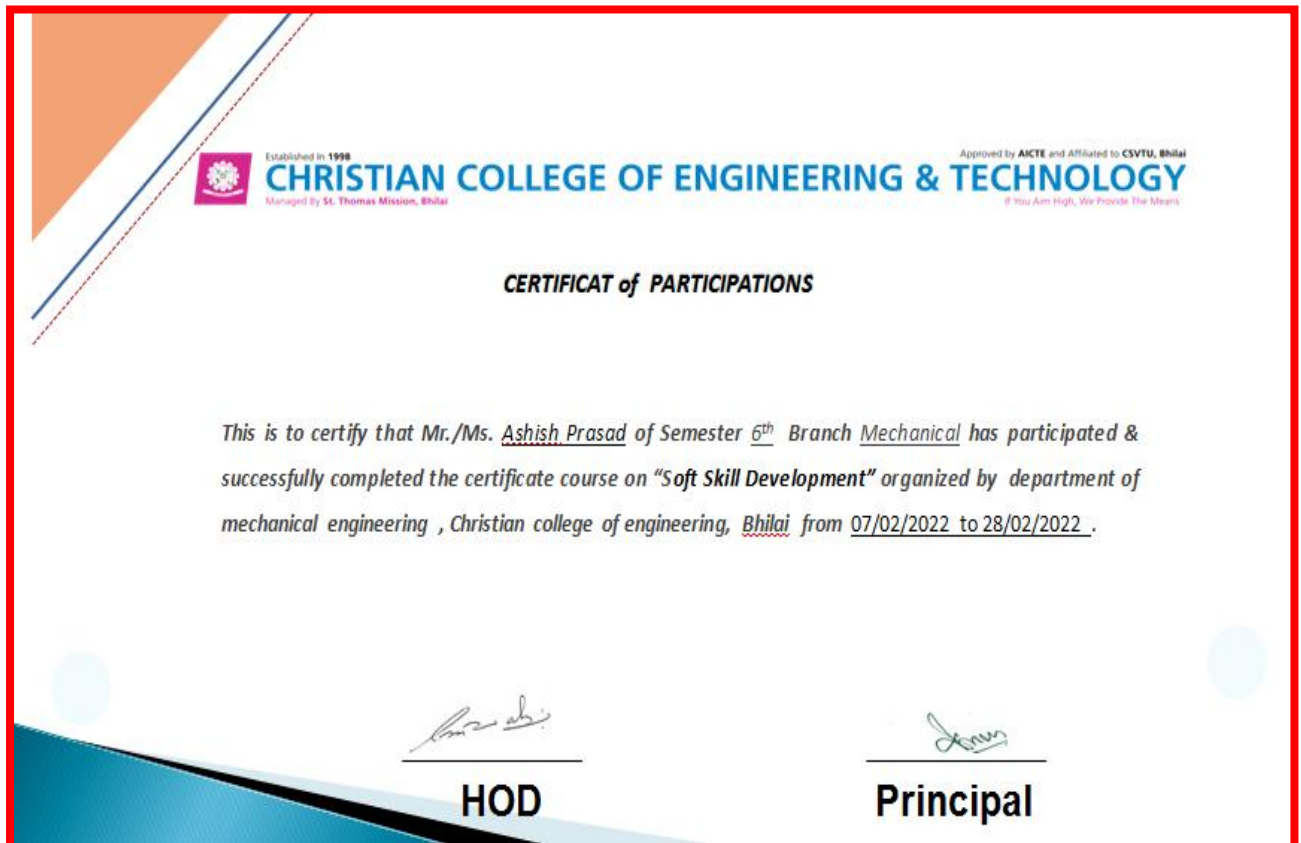 Established in 1998
Approved by AICTE and Affiliated to CSVTU, Bhilai
CHRISTIAN COLLEGE OF ENGINEERING & TECHNOLOGY
Managed By St. Thomas Mission, Bhilai
If You Aim High, We Provide The Means
CERTIFICAT of PARTICIPATIONS
This is to certify that Mr./Ms. Ashish Prasad of Semester 6th Branch Mechanical has participated &
successfully completed the certificate course on “Soft Skill Development” organized by department of
mechanical engineering , Christian college of engineering, Bhilai from 07/02/2022 to 28/02/2022 .
HOD
Principal